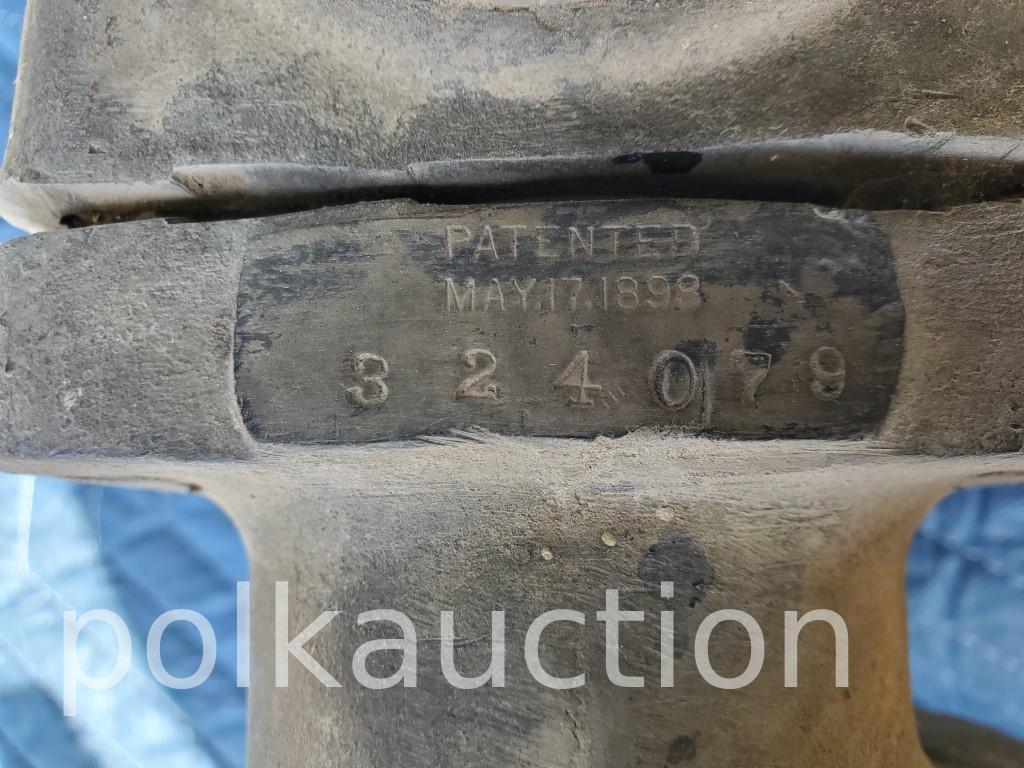 PATENTED
MAY.17.1898
324079
polkauction